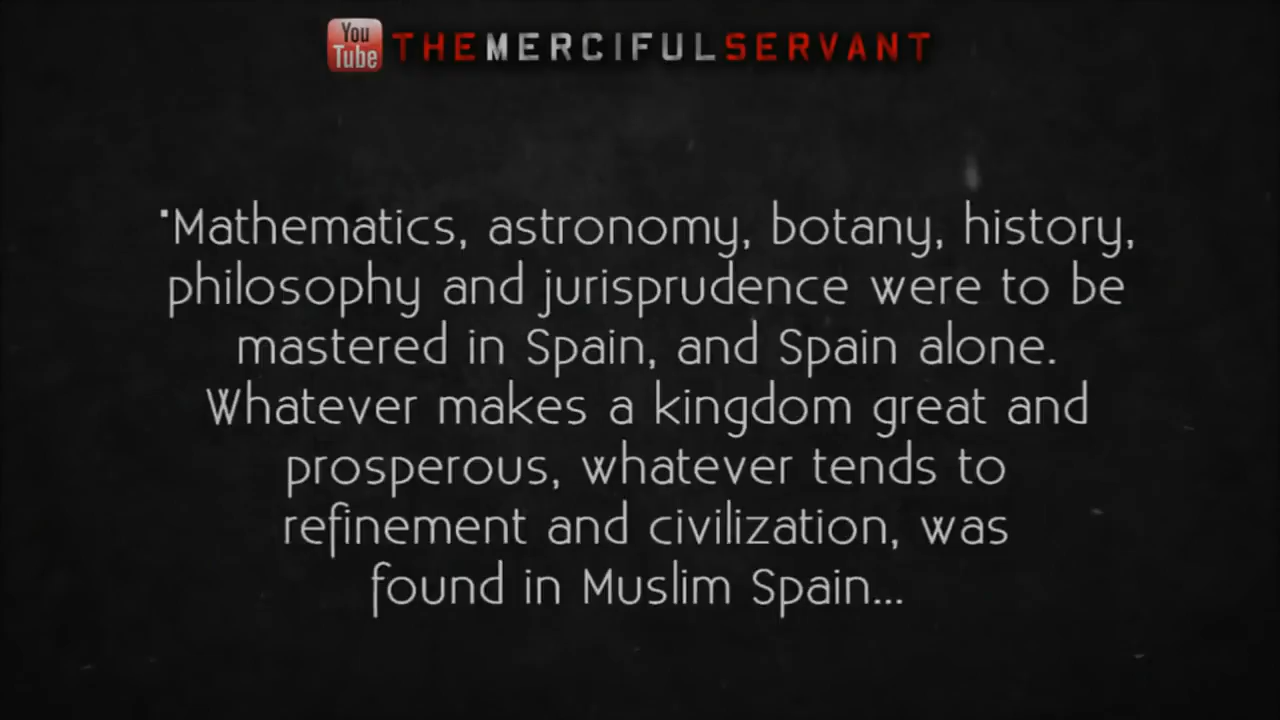 You
Tube THEMERCIFULSERVANT
"Mathematics, astronomy, botany, history,
philosophy and jurisprudence were to be
mastered in Spain, and Spain alone.
Whatever makes a kingdom great and
prosperous, whatever tends to
refinement and civilization, was
found in Muslim Spain...